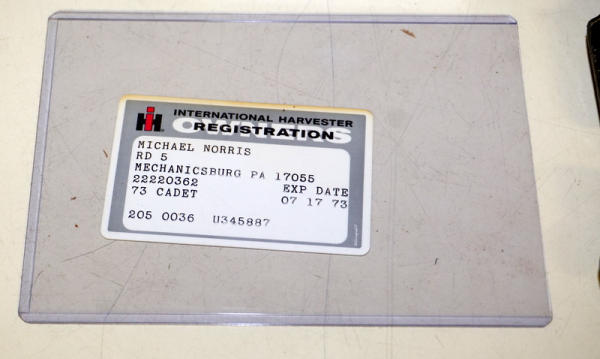 IH
INTERNATIONAL HARVESTER
OWNERS
REGISTRATION
MICHAEL NORRIS
RD 5
MECHANICSBURG PA 17055
22220362 EXP DATE
73 CADET 07 17 73
205 0036 U345887